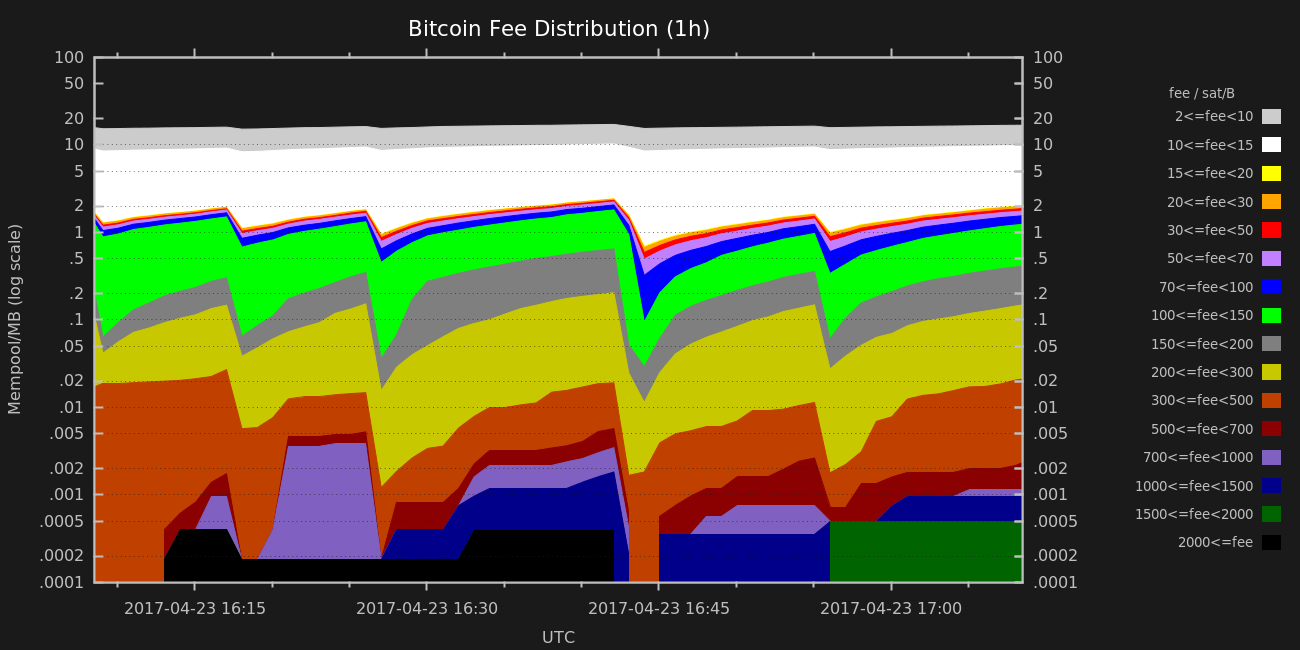 Bitcoin Fee Distribution (1h)
100
50
20
10
5
2
1
.5
.2
.1
.05
.02
.01
.005
.002
.001
.0005
.0002
.0001
Mempool/MB (log scale)
100
50
20
10
5
2
1
.5
.2
.1
.05
.02
.01
.005
.002
.001
.0005
.0002
.0001
fee / sat/B
2<=fee<10
10<=fee<15
15<=fee<20
20<=fee<30
30<=fee<50
50<=fee<70
70<=fee<100
100<=fee<150
150<=fee<200
200<=fee<300
300<=fee<500
500<=fee<700
700<=fee<1000
1000<=fee<1500
1500<=fee<2000
2000<=fee
2017-04-23 16:15 2017-04-23 16:30 2017-04-23 16:45 2017-04-23 17:00
UTC